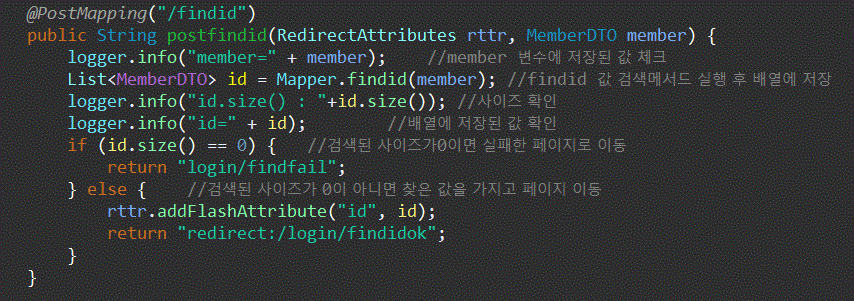 @PostMapping("/findid")
public String postfindid(RedirectAttributes rttr, MemberDTO member) {
logger.info("member=" + member); //member 변수에 저장된 값 체크
List<MemberDTO> id = Mapper.findid(member); //findid 값 검색메서드 실행 후 배열에 저장
logger.info("id.size() : "+id.size()); //사이즈 확인
logger.info("id=" + id); //배열에 저장된 값 확인
if (id.size() == 0) { //검색된 사이즈가0이면 실패한 페이지로 이동
return "login/findfail";
} else { //검색된 사이즈가 0이 아니면 찾은 값을 가지고 페이지 이동
rttr.addFlashAttribute("id", id);
return "redirect:/login/findidok";
}
}